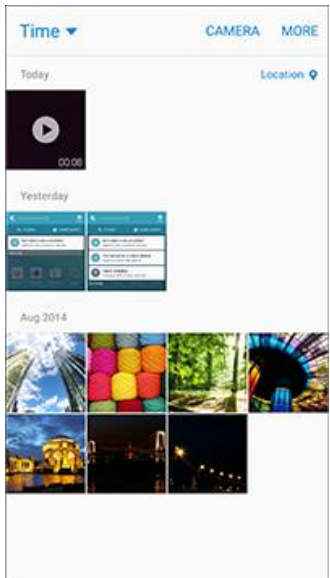 Time
CAMERA
MORE
Today
Location
00:06
Yesterday
Aug 2014